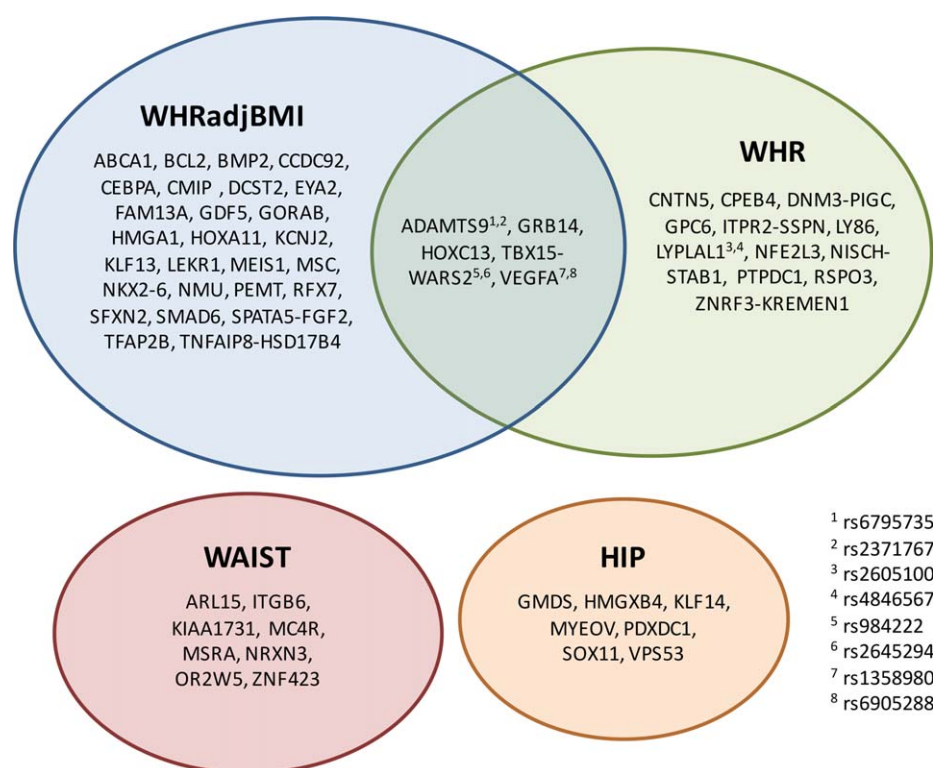 WHRadjBMI
ABCA1, BCL2, BMP2, CCDC92,
CEBPA, CMIP , DCST2, EYA2,
FAM13A, GDF5, GORAB,
HMGA1, HOXA11, KCNJ2,
KLF13, LEKR1, MEIS1, MSC,
NKX2-6, NMU, PEMT, RFX7,
SFXN2, SMAD6, SPATA5-FGF2,
TFAP2B, TNFAIP8-HSD17B4
ADAMTS9¹,², GRB14,
HOXC13, TBX15-
WARS2⁵,⁶, VEGFA⁷,⁸
WHR
CNTN5, CPEB4, DNM3-PIGC,
GPC6, ITPR2-SSPN, LY86,
LYPLAL1³,⁴, NFE2L3, NISCH-
STAB1, PTPDC1, RSPO3,
ZNRF3-KREMEN1
WAIST
ARL15, ITGB6,
KIAA1731, MC4R,
MSRA, NRXN3,
OR2W5, ZNF423
HIP
GMDS, HMGXB4, KLF14,
MYEOV, PDXDC1,
SOX11, VPS53
¹ rs6795735
² rs2371767
³ rs2605100
⁴ rs4846567
⁵ rs984222
⁶ rs2645294
⁷ rs1358980
⁸ rs6905288